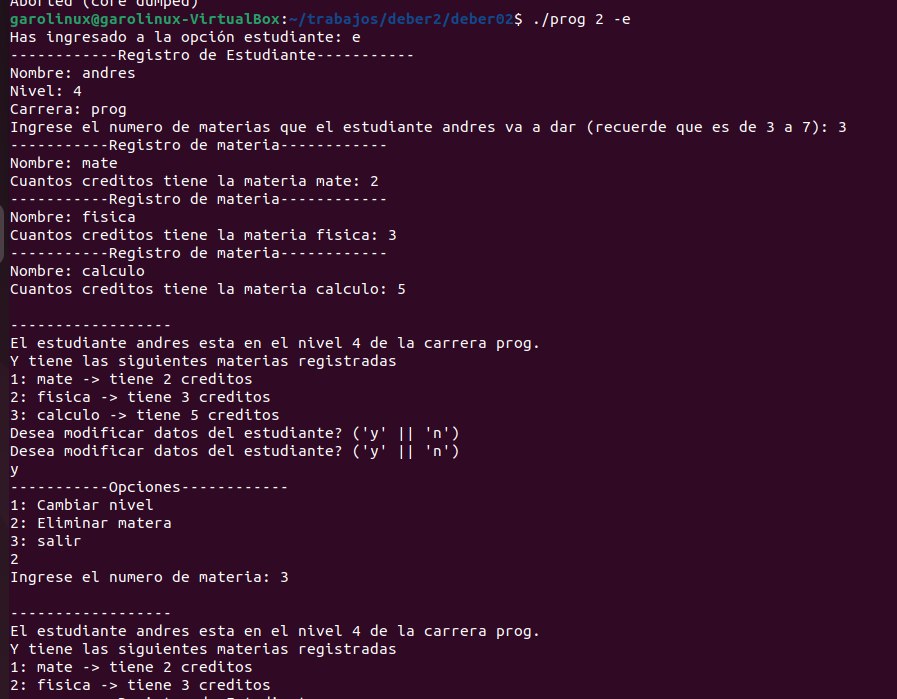 Aborted (core dumped)
garolinux@garolinux-VirtualBox:~/trabajos/deber2/deber02$ ./prog 2 -e
Has ingresado a la opción estudiante: e
------------Registro de Estudiante-----------
Nombre: andres
Nivel: 4
Carrera: prog
Ingrese el numero de materias que el estudiante andres va a dar (recuerde que es de 3 a 7): 3
-----------Registro de materia------------
Nombre: mate
Cuantos creditos tiene la materia mate: 2
-----------Registro de materia------------
Nombre: fisica
Cuantos creditos tiene la materia fisica: 3
-----------Registro de materia------------
Nombre: calculo
Cuantos creditos tiene la materia calculo: 5

------------------
El estudiante andres esta en el nivel 4 de la carrera prog.
Y tiene las siguientes materias registradas
1: mate -> tiene 2 creditos
2: fisica -> tiene 3 creditos
3: calculo -> tiene 5 creditos
Desea modificar datos del estudiante? ('y' || 'n')
Desea modificar datos del estudiante? ('y' || 'n')
y
-----------Opciones------------
1: Cambiar nivel
2: Eliminar matera
3: salir
2
Ingrese el numero de materia: 3

------------------
El estudiante andres esta en el nivel 4 de la carrera prog.
Y tiene las siguientes materias registradas
1: mate -> tiene 2 creditos
2: fisica -> tiene 3 creditos